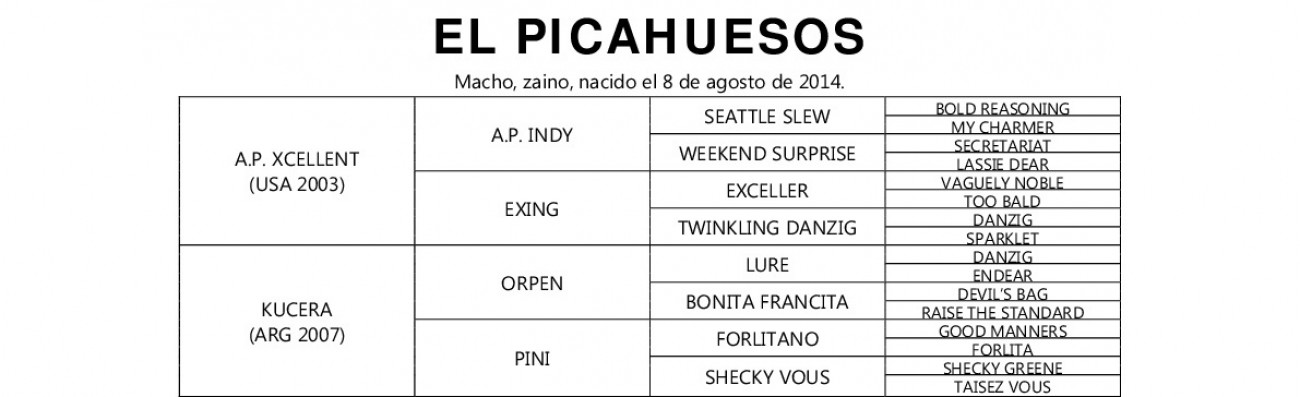 EL PICAHUESOS
Macho, zaino, nacido el 8 de agosto de 2014.
A.P. XCELLENT
(USA 2003)
A.P. INDY
SEATTLE SLEW
BOLD REASONING
MY CHARMER
WEEKEND SURPRISE
SECRETARIAT
LASSIE DEAR
EXING
EXCELLER
VAGUELY NOBLE
TOO BALD
TWINKLING DANZIG
DANZIG
SPARKLET
KUCERA
(ARG 2007)
ORPEN
LURE
DANZIG
ENDEAR
BONITA FRANCITA
DEVIL'S BAG
RAISE THE STANDARD
PINI
FORLITANO
GOOD MANNERS
FORLITA
SHECKY VOUS
SHECKY GREENE
TAISEZ VOUS